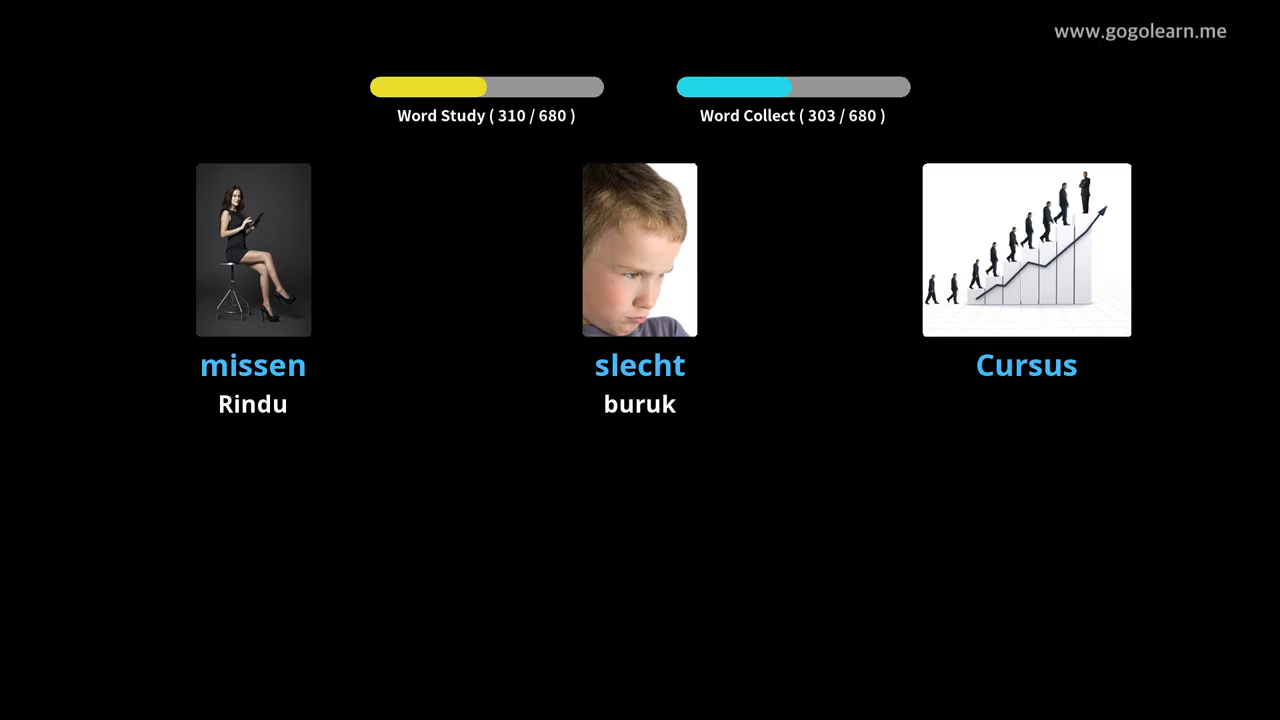 www.gogolearn.me
Word Study ( 310 / 680 )
Word Collect ( 303 / 680 )
missen
slecht
Cursus
Rindu
buruk